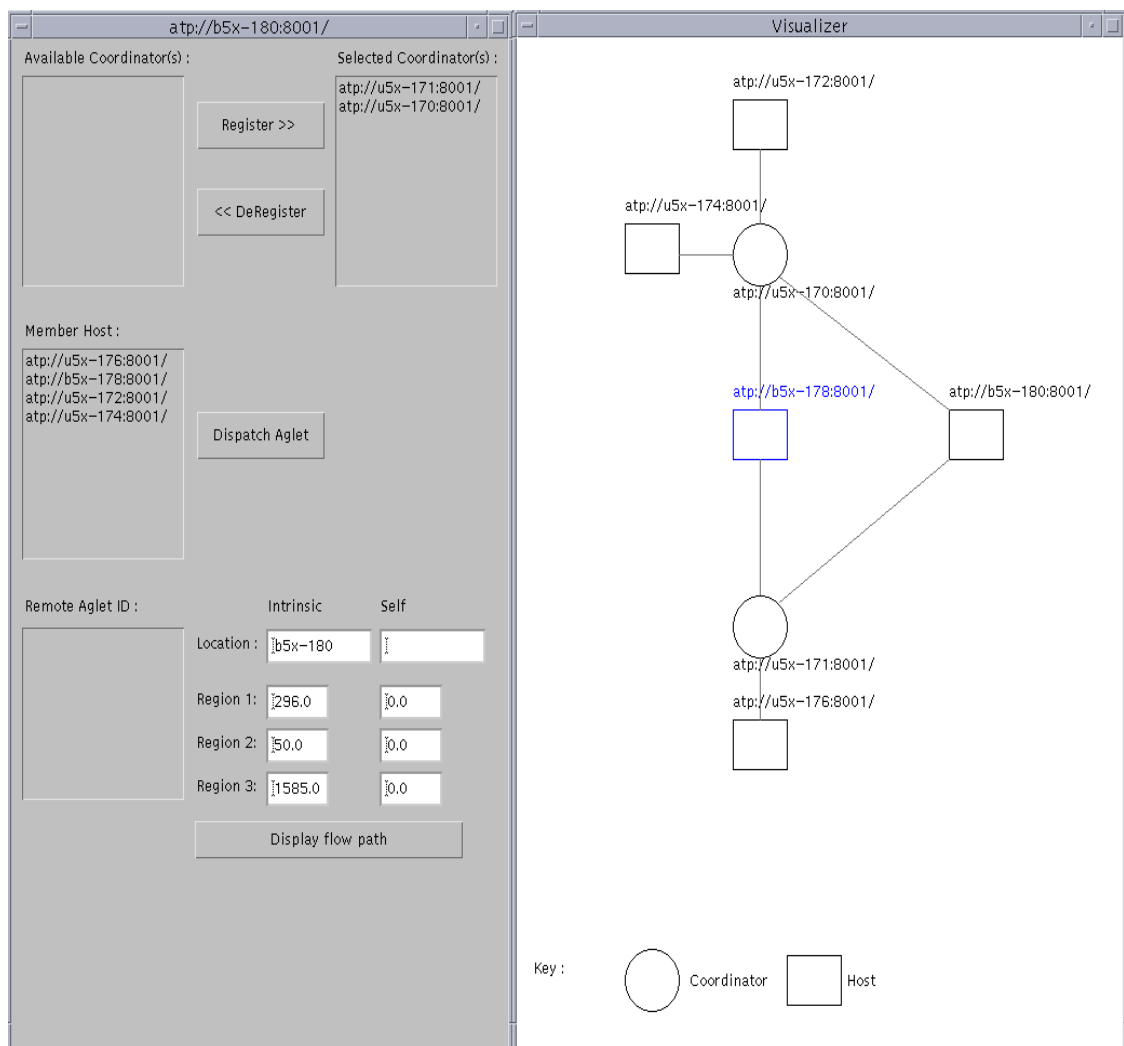 atp://b5x-180:8001/
Available Coordinator(s) :
Selected Coordinator(s) :
atp://u5x-171:8001/
atp://u5x-170:8001/
Register >>
<< DeRegister
Member Host :
atp://u5x-176:8001/
atp://b5x-178:8001/
atp://u5x-172:8001/
atp://u5x-174:8001/
Dispatch Aglet
Remote Aglet ID :
Intrinsic Self
Location : b5x-180
Region 1: 296.0 0.0
Region 2: 50.0 0.0
Region 3: 1585.0 0.0
Display flow path
Visualizer
atp://u5x-172:8001/
atp://u5x-174:8001/
atp://u5x-170:8001/
atp://b5x-178:8001/
atp://b5x-180:8001/
atp://u5x-171:8001/
atp://u5x-176:8001/
Key :
Coordinator
Host